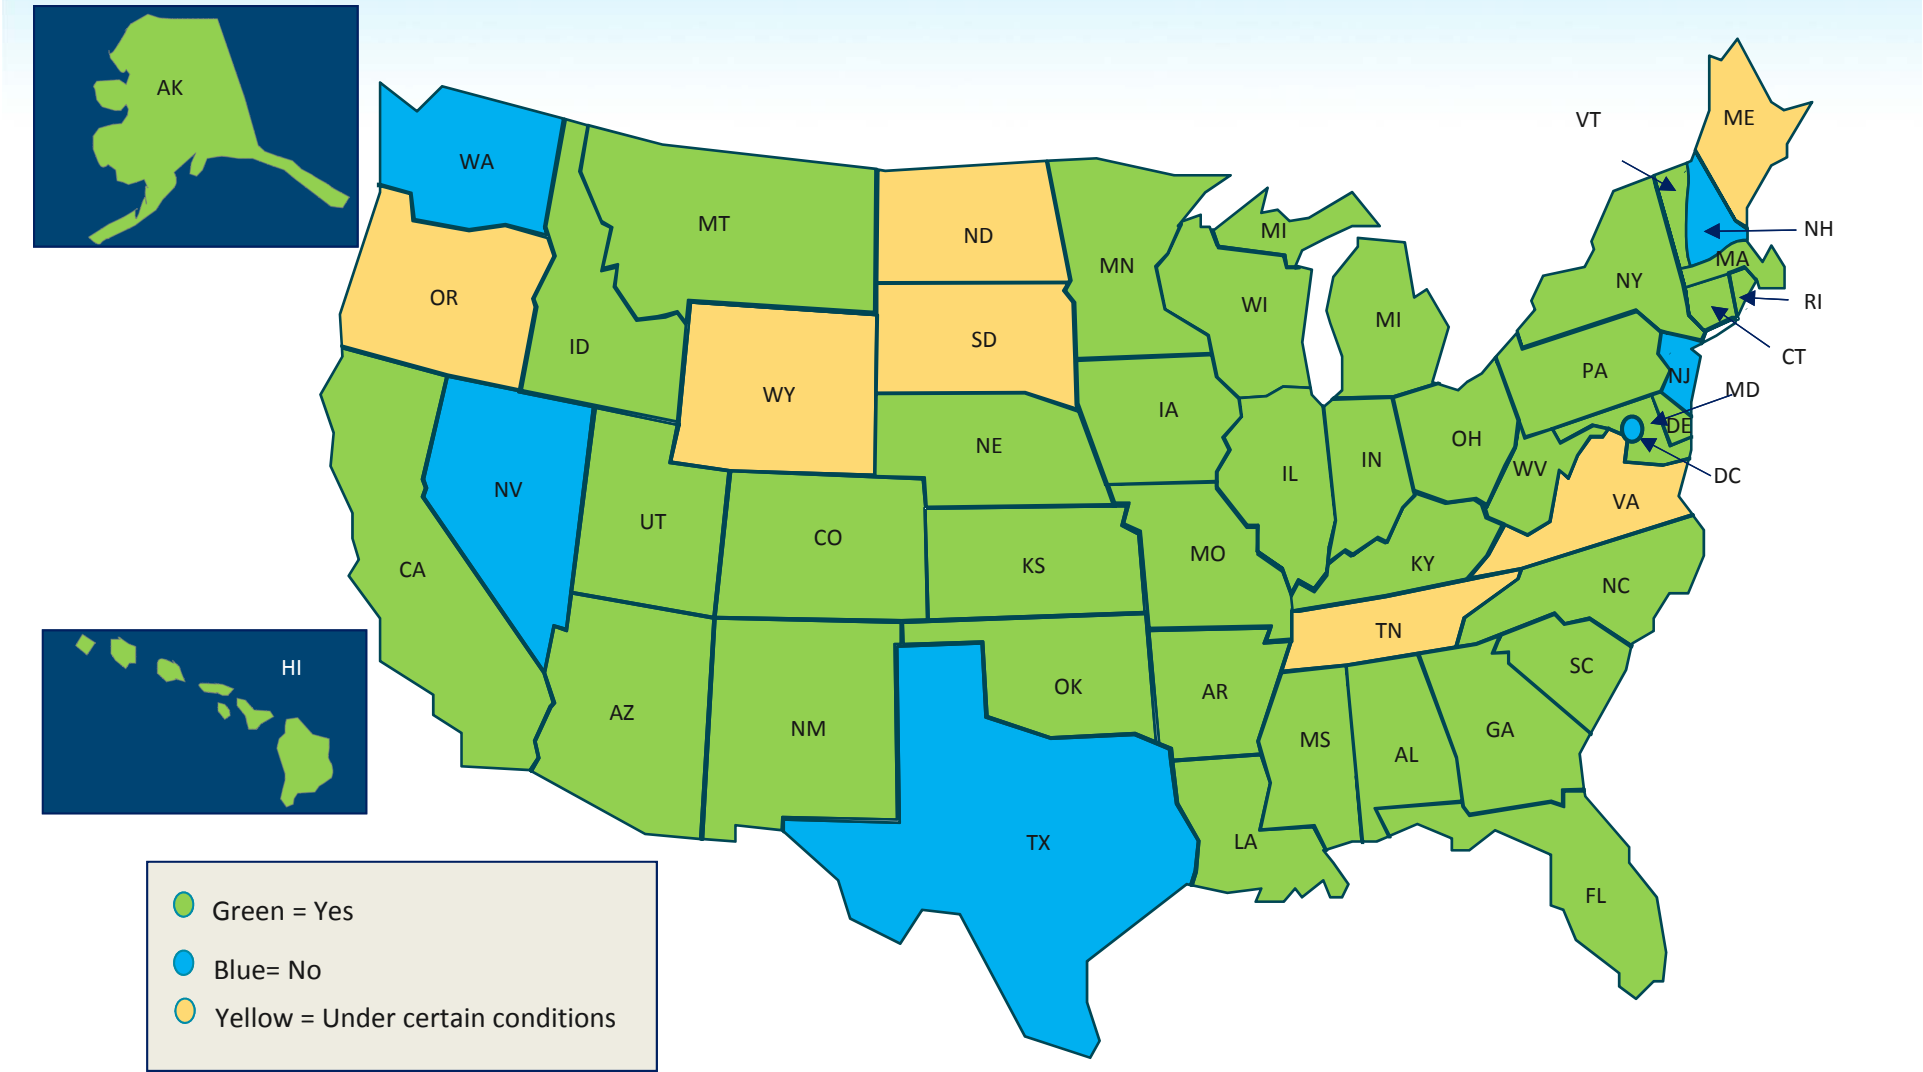 AK
ME
VT
WA
MT
NH
MI
ND
MN
MA
NY
OR
RI
WI
MI
SD
ID
CT
PA
NJ
MD
WY
IA
DE
OH
NE
IN
WV
IL
DC
NV
VA
UT
CO
MO
KS
KY
CA
NC
TN
HI
SC
OK
AR
AZ
NM
GA
MS
AL
TX
LA
FL
Green = Yes
Blue= No
Yellow = Under certain conditions